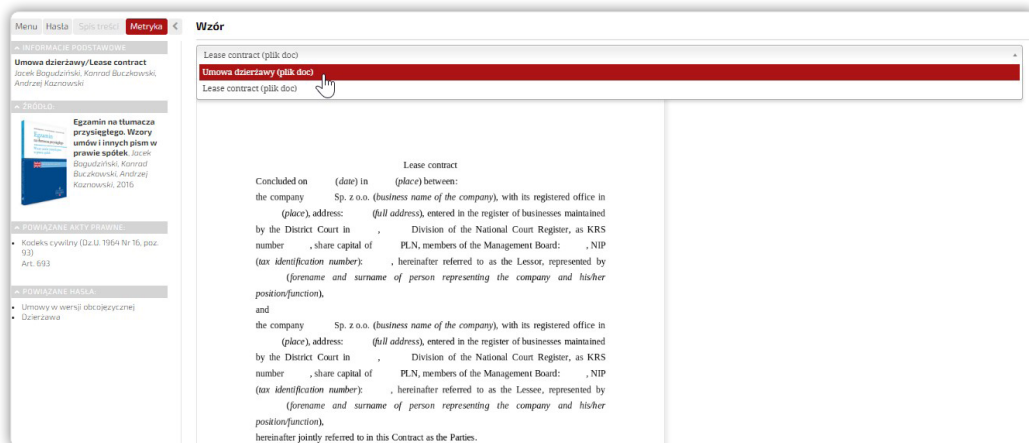 Menu Hasła Spis treści Metryka
INFORMACJE PODSTAWOWE
Umowa dzierżawy/Lease contract
Jacek Bogudziński, Konrad Buczkowski,
Andrzej Kaznowski
ŹRÓDŁO:
Egzamin na tłumacza
przysięgłego. Wzory
umów i innych pism w
prawie spółek, Jacek
Bogudziński, Konrad
Buczkowski, Andrzej
Kaznowski, 2016
POWIĄZANE AKTY PRAWNE:
Kodeks cywilny (Dz.U. 1964 Nr 16, poz.
93)
Art. 693
POWIĄZANE HASŁA:
Umowy w wersji obcojęzycznej
Dzierżawa
Wzór
Lease contract (plik doc)
Umowa dzierżawy (plik doc)
Lease contract (plik doc)
Lease contract
Concluded on (date) in (place) between:
the company Sp. z o.o. (business name of the company), with its registered office in
(place), address: (full address), entered in the register of businesses maintained
by the District Court in , Division of the National Court Register, as KRS
number , share capital of PLN, members of the Management Board: , NIP
(tax identification number): , hereinafter referred to as the Lessor, represented by
(forename and surname of person representing the company and his/her
position/function),
and
the company Sp. z o.o. (business name of the company), with its registered office in
(place), address: (full address), entered in the register of businesses maintained
by the District Court in , Division of the National Court Register, as KRS
number , share capital of PLN, members of the Management Board: , NIP
(tax identification number): , hereinafter referred to as the Lessee, represented by
(forename and surname of person representing the company and his/her
position/function),
hereinafter jointly referred to in this Contract as the Parties.